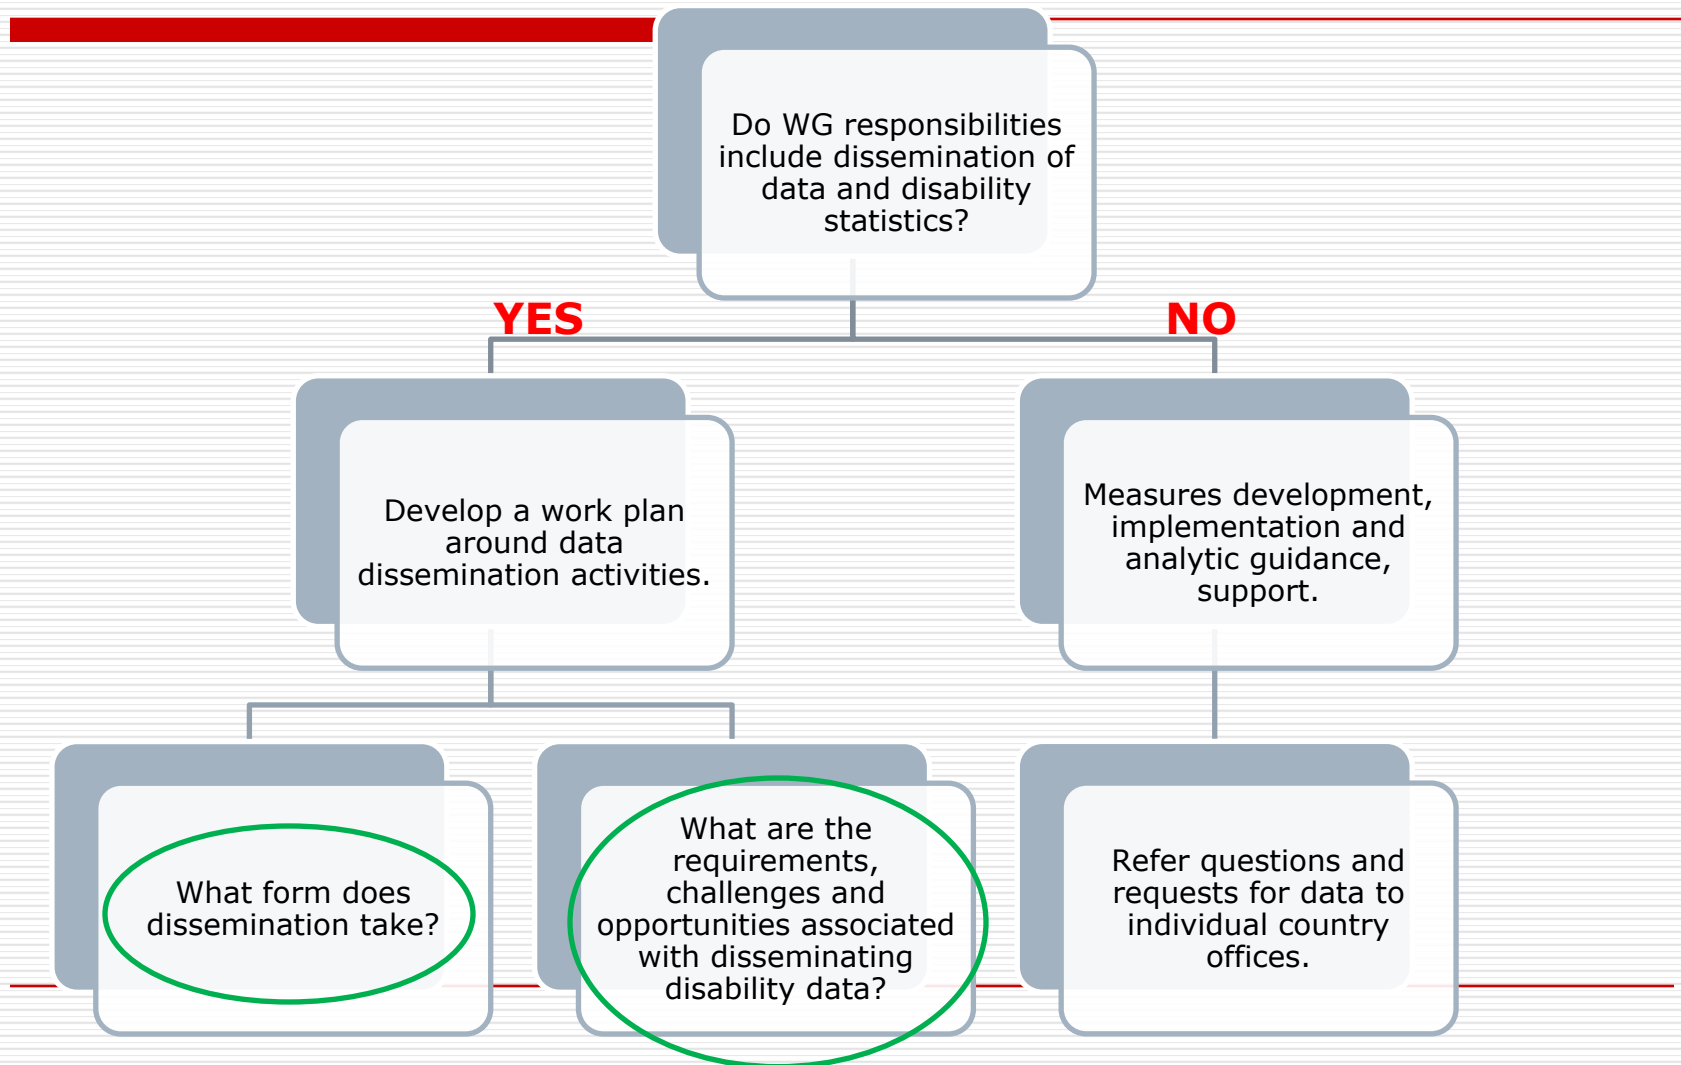 Do WG responsibilities
include dissemination of
data and disability
statistics?
YES
NO
Develop a work plan
around data
dissemination activities.
Measures development,
implementation and
analytic guidance,
support.
What form does
dissemination take?
What are the
requirements,
challenges and
opportunities associated
with disseminating
disability data?
Refer questions and
requests for data to
individual country
offices.